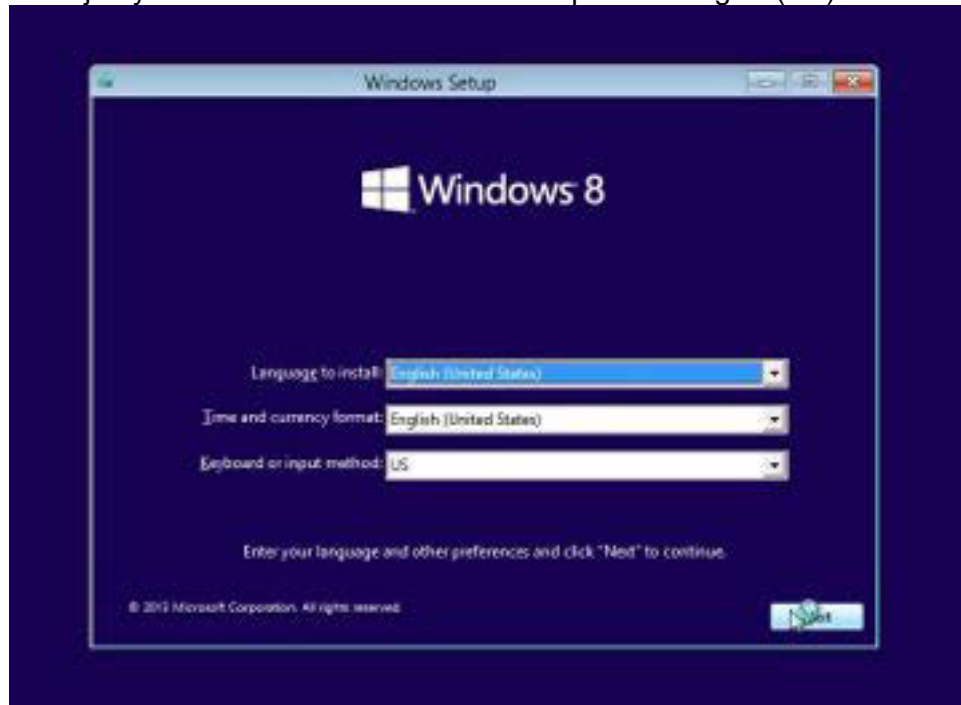 Windows Setup
Windows 8
Language to install: English (United States)
Time and currency format: English (United States)
Keyboard or input method: US
Enter your language and other preferences and click "Next" to continue.
© 2013 Microsoft Corporation. All rights reserved.